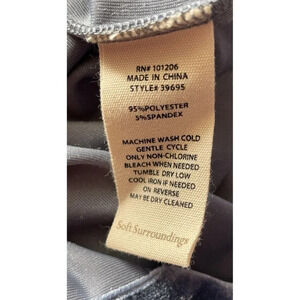 RN# 101206
MADE IN CHINA
STYLE# 39695
95%POLYESTER
5%SPANDEX
MACHINE WASH COLD
GENTLE CYCLE
ONLY NON-CHLORINE
BLEACH WHEN NEEDED
TUMBLE DRY LOW
COOL IRON IF NEEDED
ON REVERSE
MAY BE DRY CLEANED
Soft Surroundings